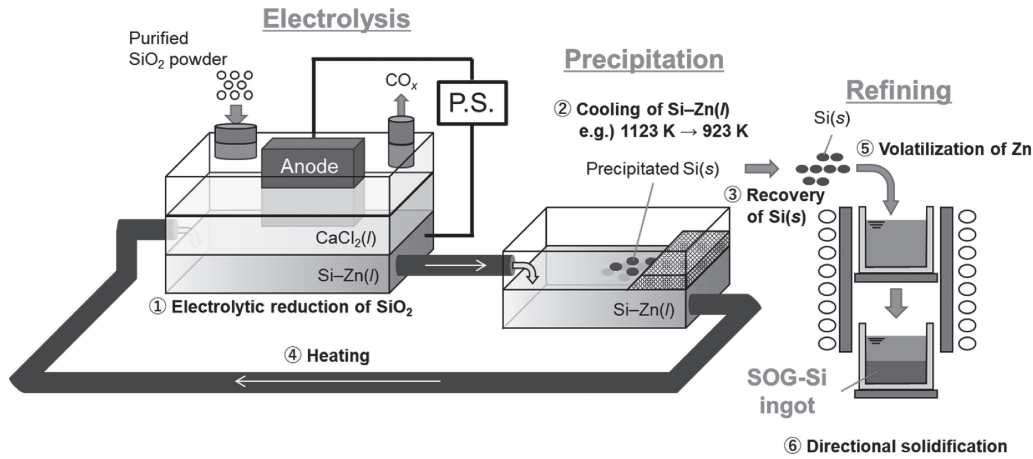 Electrolysis
Purified
SiO₂ powder
COₓ
P.S.
Anode
CaCl₂(l)
Si–Zn(l)
① Electrolytic reduction of SiO₂
④ Heating
Precipitation
② Cooling of Si–Zn(l)
e.g.) 1123 K → 923 K
Precipitated Si(s)
③ Recovery
of Si(s)
Si–Zn(l)
Refining
Si(s)
⑤ Volatilization of Zn
SOG-Si
ingot
⑥ Directional solidification